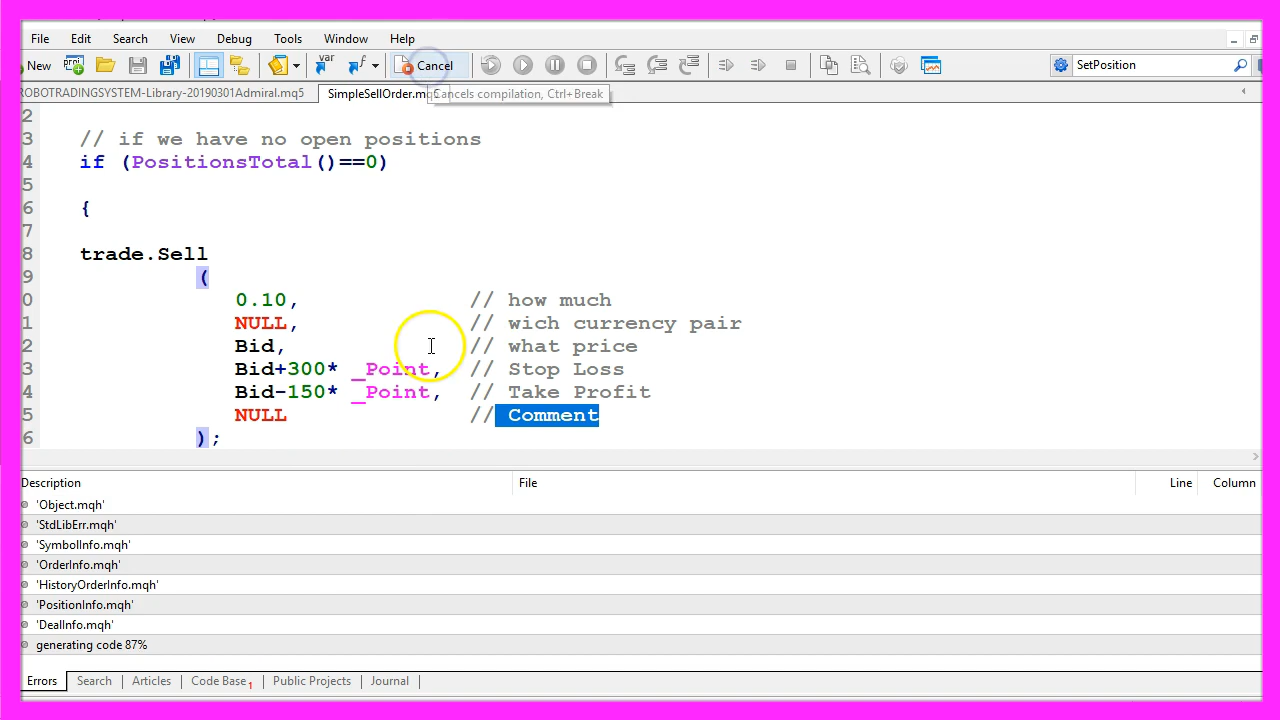 File Edit View Search Debug Tools Window Help
New var Cancel SetPosition
ROBOTRADINGSYSTEM-Library-20190301Admiral.mq5 SimpleSellOrder.mq5 Cancels compilation, Ctrl+Break
2
3 // if we have no open positions
4 if (PositionsTotal()==0)
5
6 {
7
8 trade.Sell
9 (
0 0.10, // how much
1 NULL, // wich currency pair
2 Bid, // what price
3 Bid+300* _Point, // Stop Loss
4 Bid-150* _Point, // Take Profit
5 NULL // Comment
6 );
Description File Line Column
'Object.mqh'
'StdLibErr.mqh'
'SymbolInfo.mqh'
'OrderInfo.mqh'
'HistoryOrderInfo.mqh'
'PositionInfo.mqh'
'DealInfo.mqh'
generating code 87%
Errors Search Articles Code Base 1 Public Projects Journal